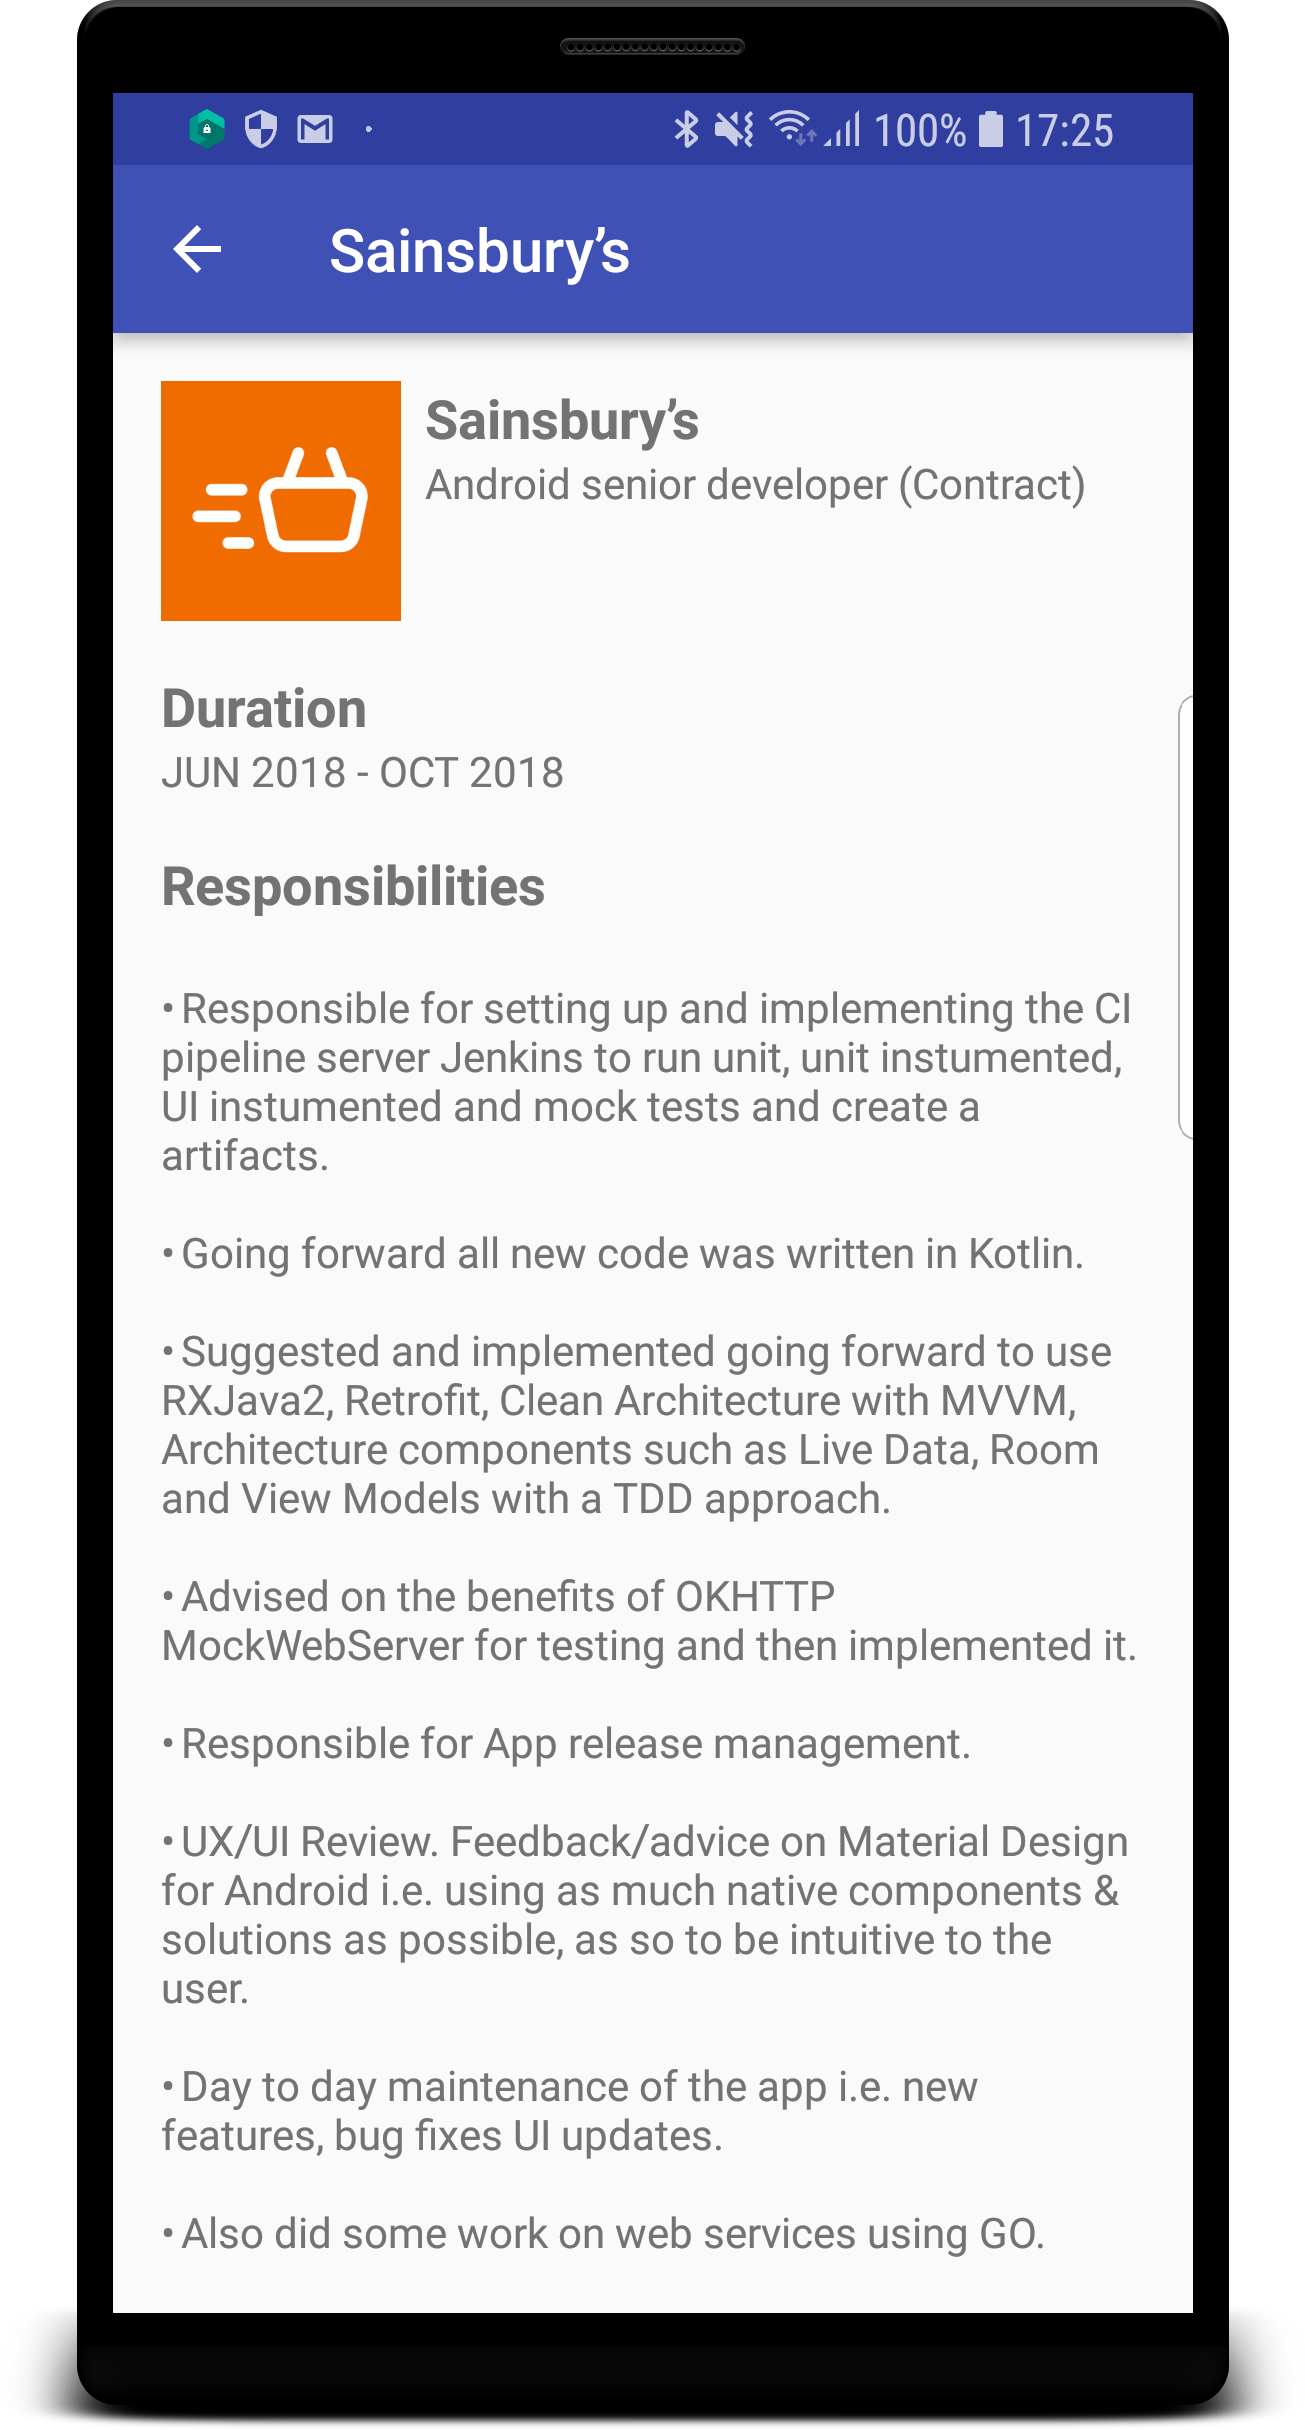 100% 17:25
Sainsbury’s
Sainsbury’s
Android senior developer (Contract)
Duration
JUN 2018 - OCT 2018
Responsibilities
• Responsible for setting up and implementing the CI
pipeline server Jenkins to run unit, unit instumented,
UI instumented and mock tests and create a
artifacts.
• Going forward all new code was written in Kotlin.
• Suggested and implemented going forward to use
RXJava2, Retrofit, Clean Architecture with MVVM,
Architecture components such as Live Data, Room
and View Models with a TDD approach.
• Advised on the benefits of OKHTTP
MockWebServer for testing and then implemented it.
• Responsible for App release management.
• UX/UI Review. Feedback/advice on Material Design
for Android i.e. using as much native components &
solutions as possible, as so to be intuitive to the
user.
• Day to day maintenance of the app i.e. new
features, bug fixes UI updates.
• Also did some work on web services using GO.